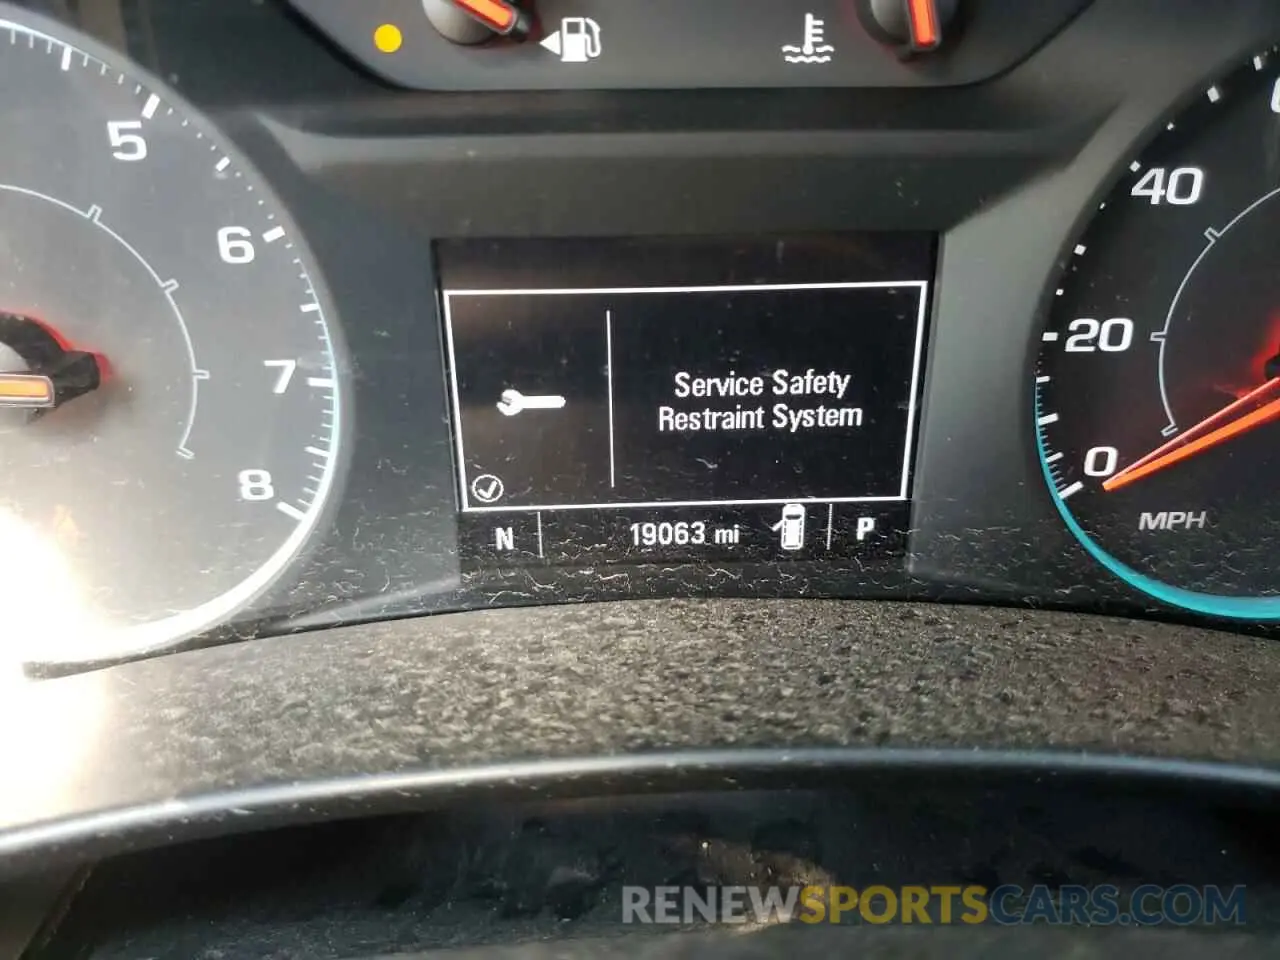 5
6
7
8
40
20
0
MPH
Service Safety
Restraint System
N 19063 mi P
RENEWSPORTSCARS.COM